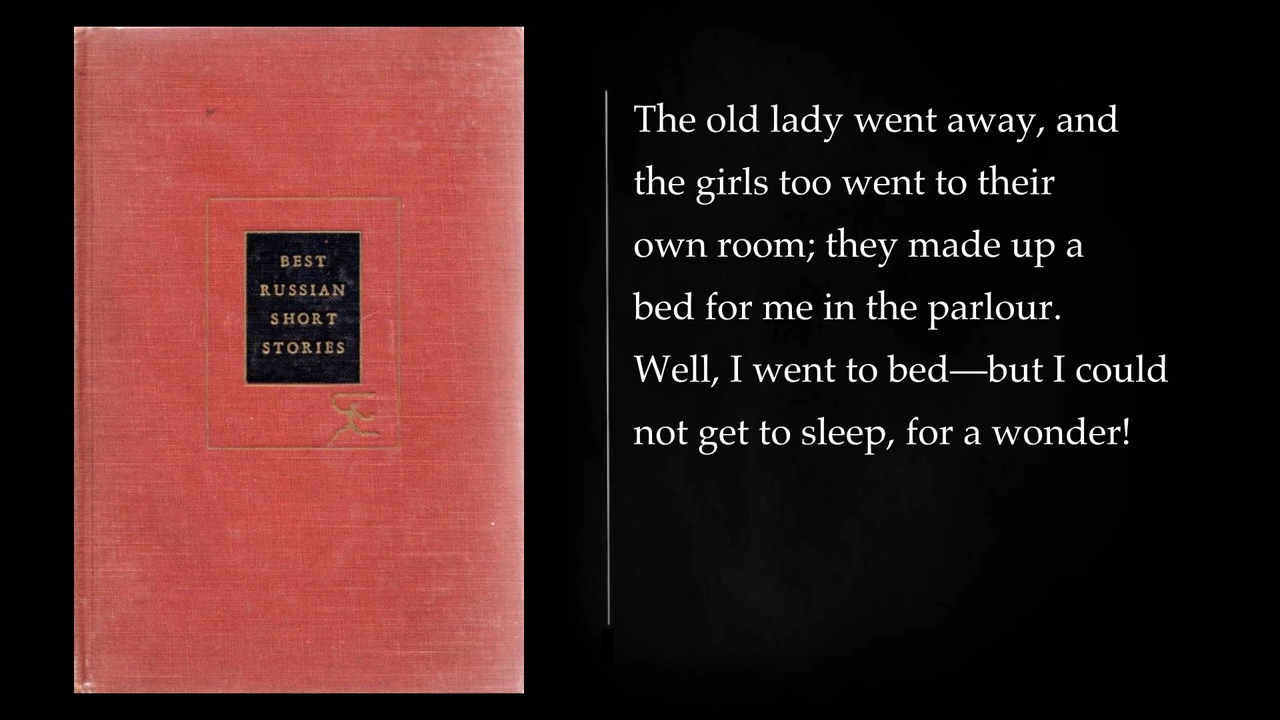 BEST
RUSSIAN
SHORT
STORIES
The old lady went away, and
the girls too went to their
own room; they made up a
bed for me in the parlour.
Well, I went to bed—but I could
not get to sleep, for a wonder!